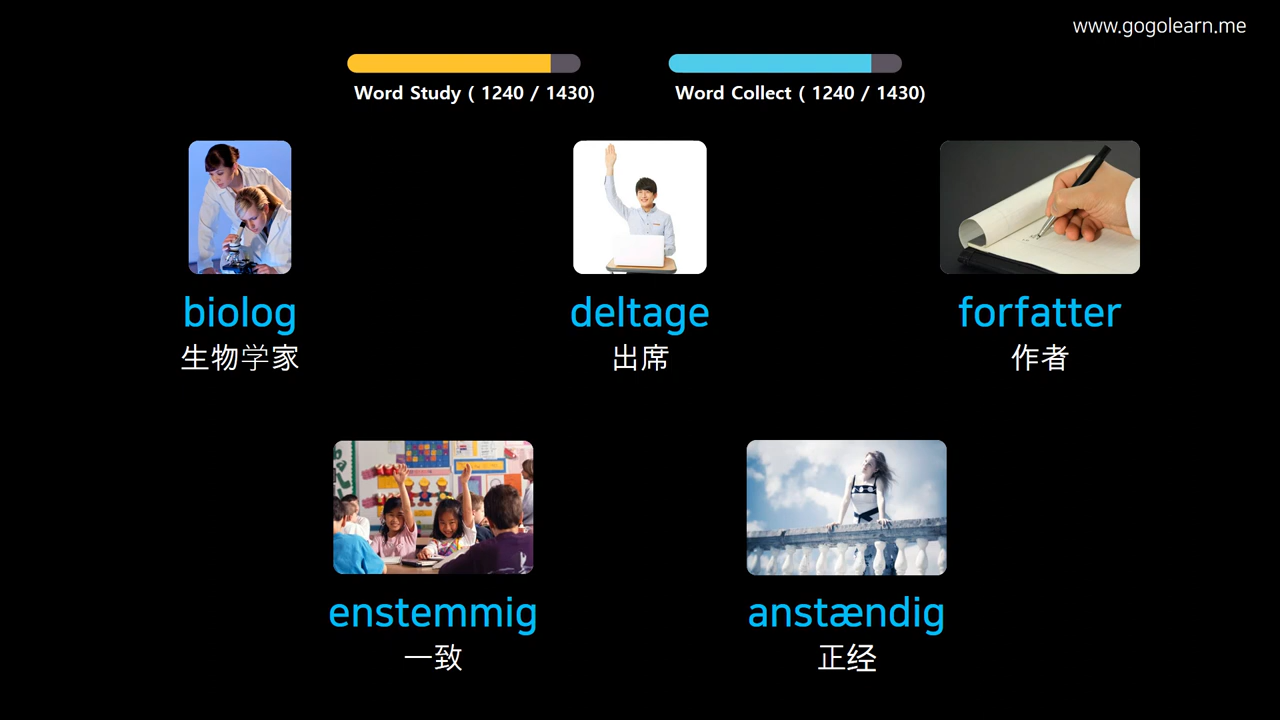 www.gogolearn.me
Word Study ( 1240 / 1430)
Word Collect ( 1240 / 1430)
biolog
生物学家
deltage
出席
forfatter
作者
enstemmig
一致
anstændig
正经